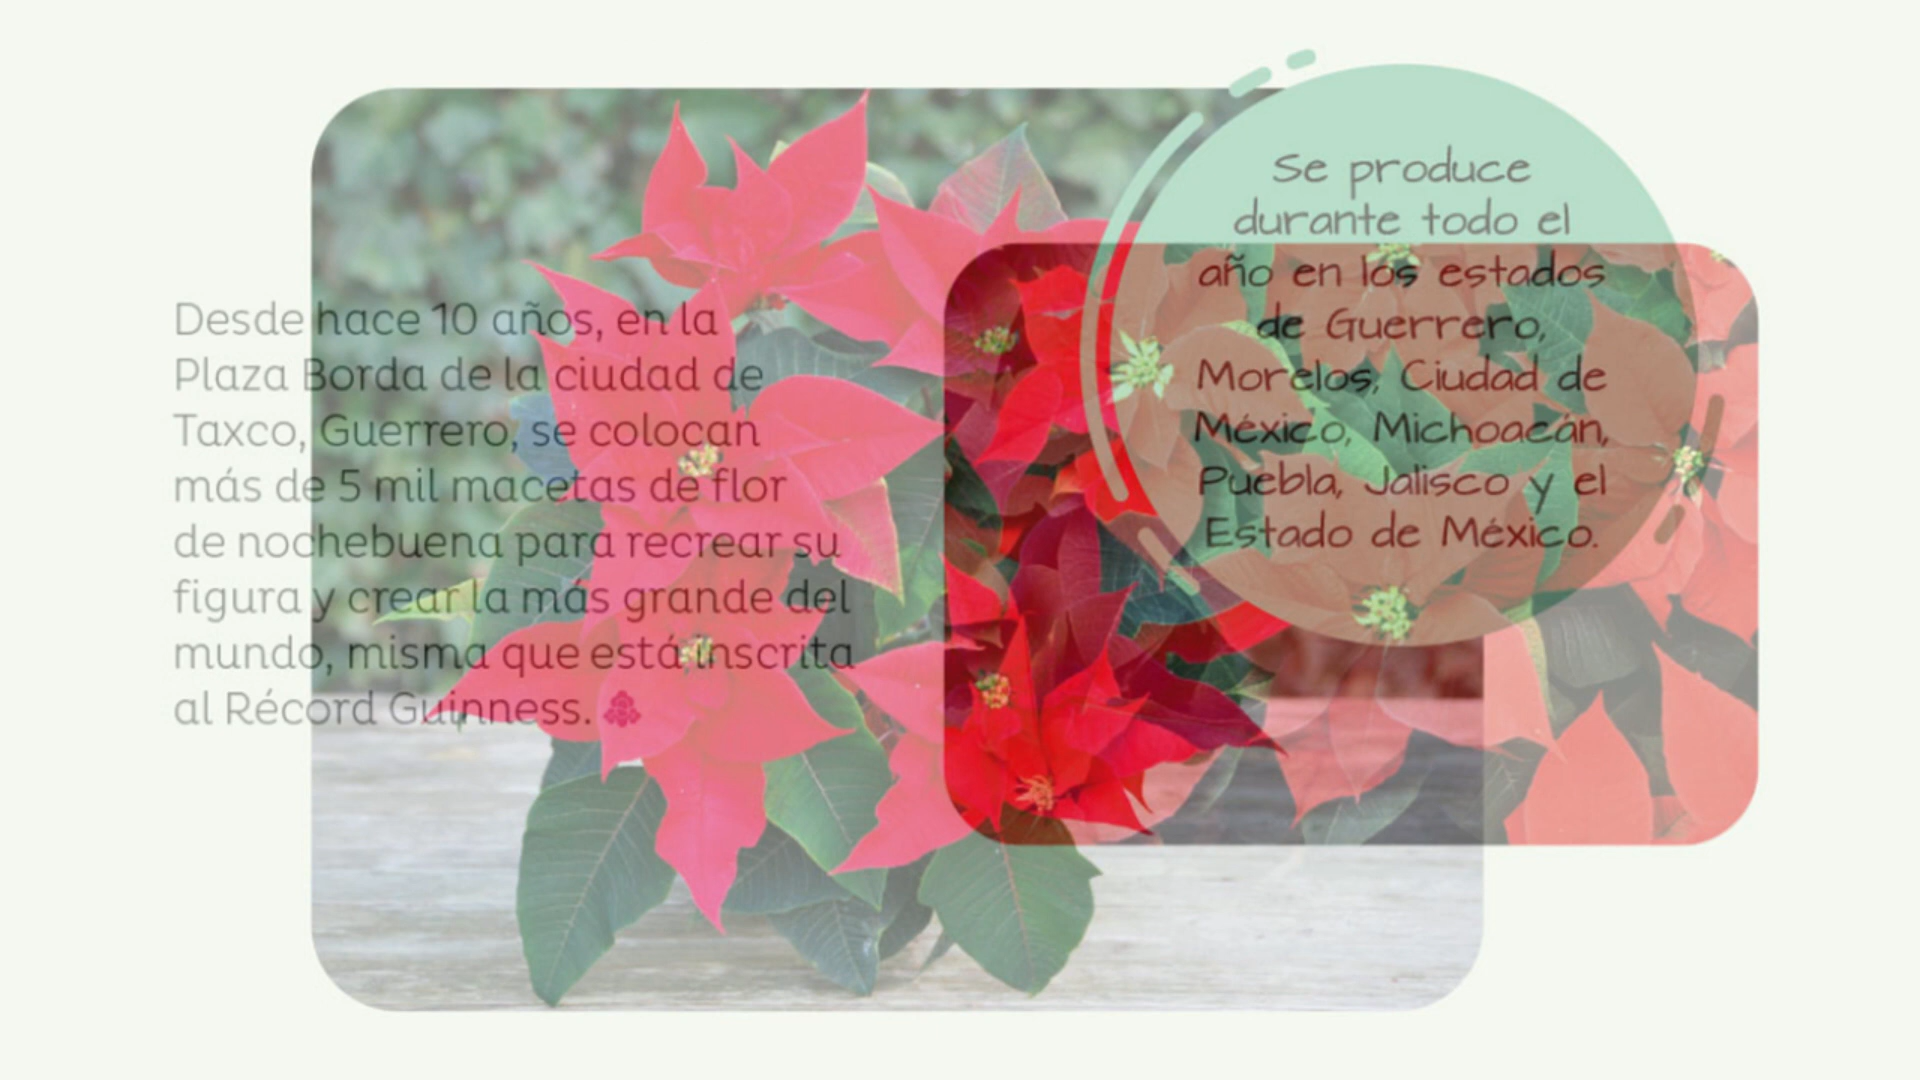 Desde hace 10 años, en la
Plaza Borda de la ciudad de
Taxco, Guerrero, se colocan
más de 5 mil macetas de flor
de nochebuena para recrear su
figura y crear la más grande del
mundo, misma que está inscrita
al Récord Guinness.
Se produce
durante todo el
año en los estados
de Guerrero,
Morelos, Ciudad de
México, Michoacán,
Puebla, Jalisco y el
Estado de México.